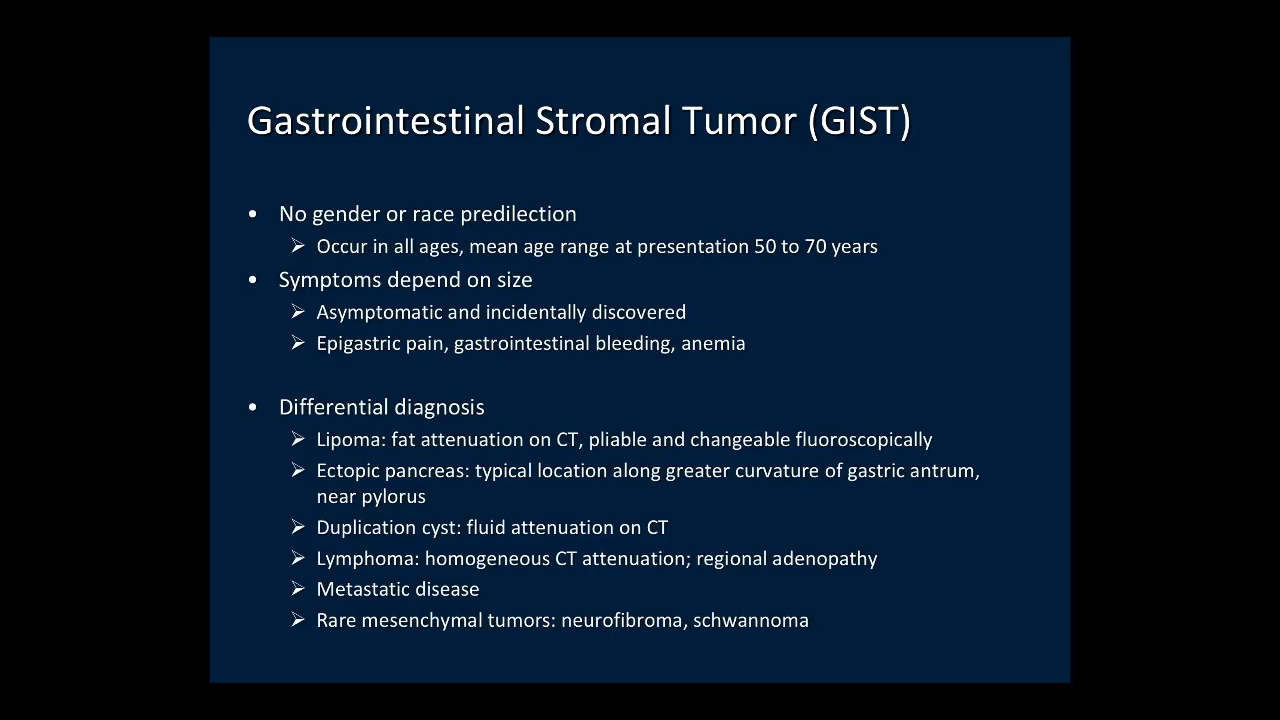 Gastrointestinal Stromal Tumor (GIST)
• No gender or race predilection
➢ Occur in all ages, mean age range at presentation 50 to 70 years
• Symptoms depend on size
➢ Asymptomatic and incidentally discovered
➢ Epigastric pain, gastrointestinal bleeding, anemia
• Differential diagnosis
➢ Lipoma: fat attenuation on CT, pliable and changeable fluoroscopically
➢ Ectopic pancreas: typical location along greater curvature of gastric antrum,
near pylorus
➢ Duplication cyst: fluid attenuation on CT
➢ Lymphoma: homogeneous CT attenuation; regional adenopathy
➢ Metastatic disease
➢ Rare mesenchymal tumors: neurofibroma, schwannoma